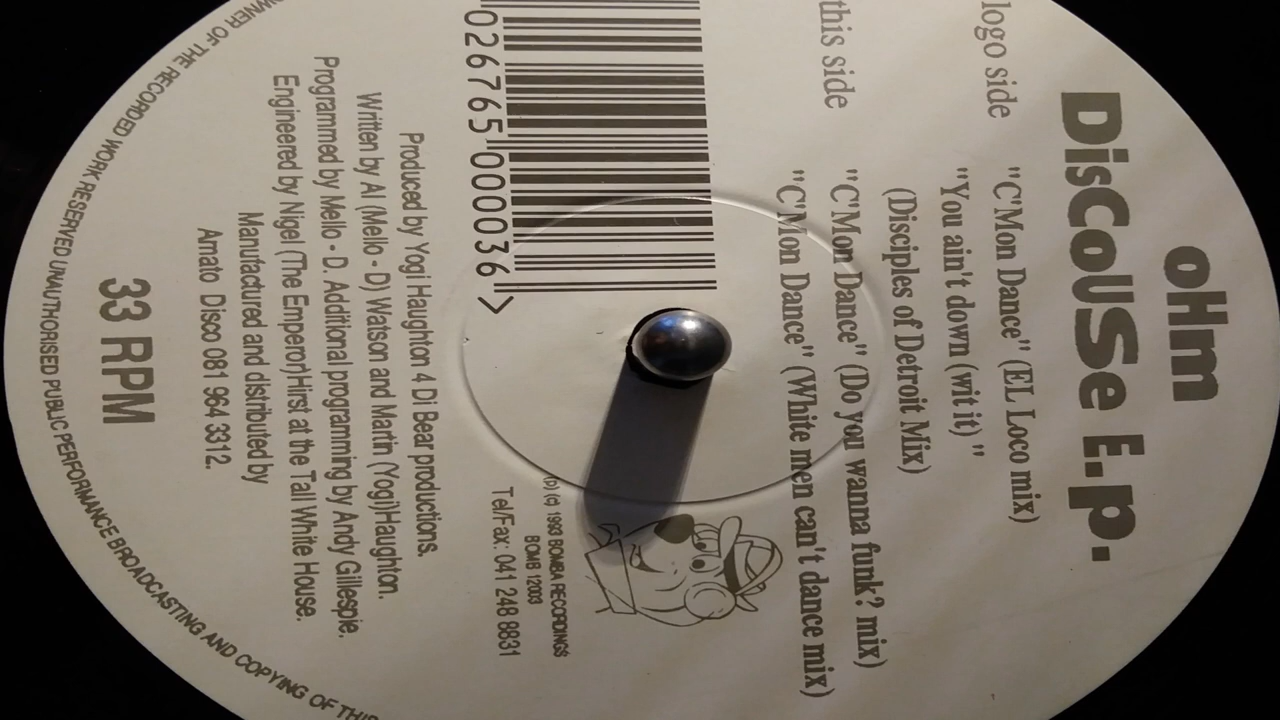 oHm
DisCoUSe E.p.
logo side
"C'Mon Dance" (EL Loco mix)
"You ain't down (wit it) "
(Disciples of Detroit Mix)
this side
"C'Mon Dance" (Do you wanna funk? mix)
"C'Mon Dance" (White men can't dance mix)
026765 000036 >
(p) (c) 1993 BOMBA RECORDINGS
BOMB 12003
Tel/Fax: 041 248 8831
Produced by Yogi Haughton 4 Di Bear productions.
Written by Al (Mello - D) Watson and Martin (Yogi)Haughton.
Programmed by Mello - D. Additional programming by Andy Gillespie.
Engineered by Nigel (The Emperor)Hirst at the Tall White House.
Manufactured and distributed by
Amato Disco 081 964 3312.
33 RPM
OWNER OF THE RECORDED WORK RESERVED UNAUTHORISED PUBLIC PERFORMANCE BROADCASTING AND COPYING OF THIS